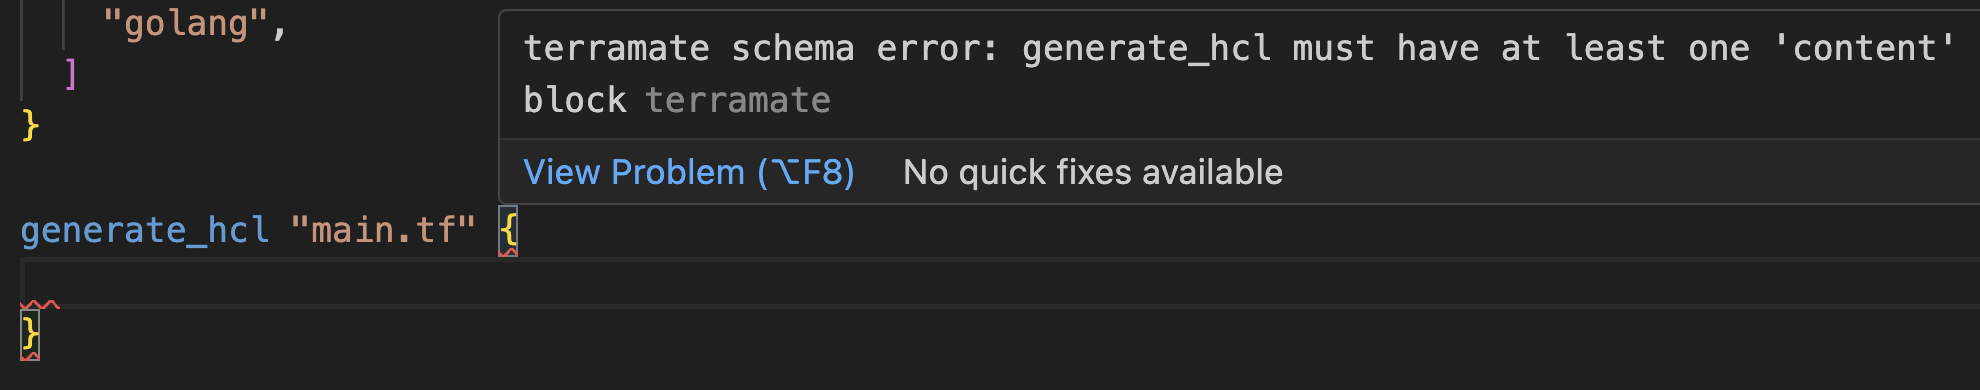 "golang",
]
}
terramate schema error: generate_hcl must have at least one 'content'
block terramate
View Problem (⌥F8) No quick fixes available
generate_hcl "main.tf" {
}